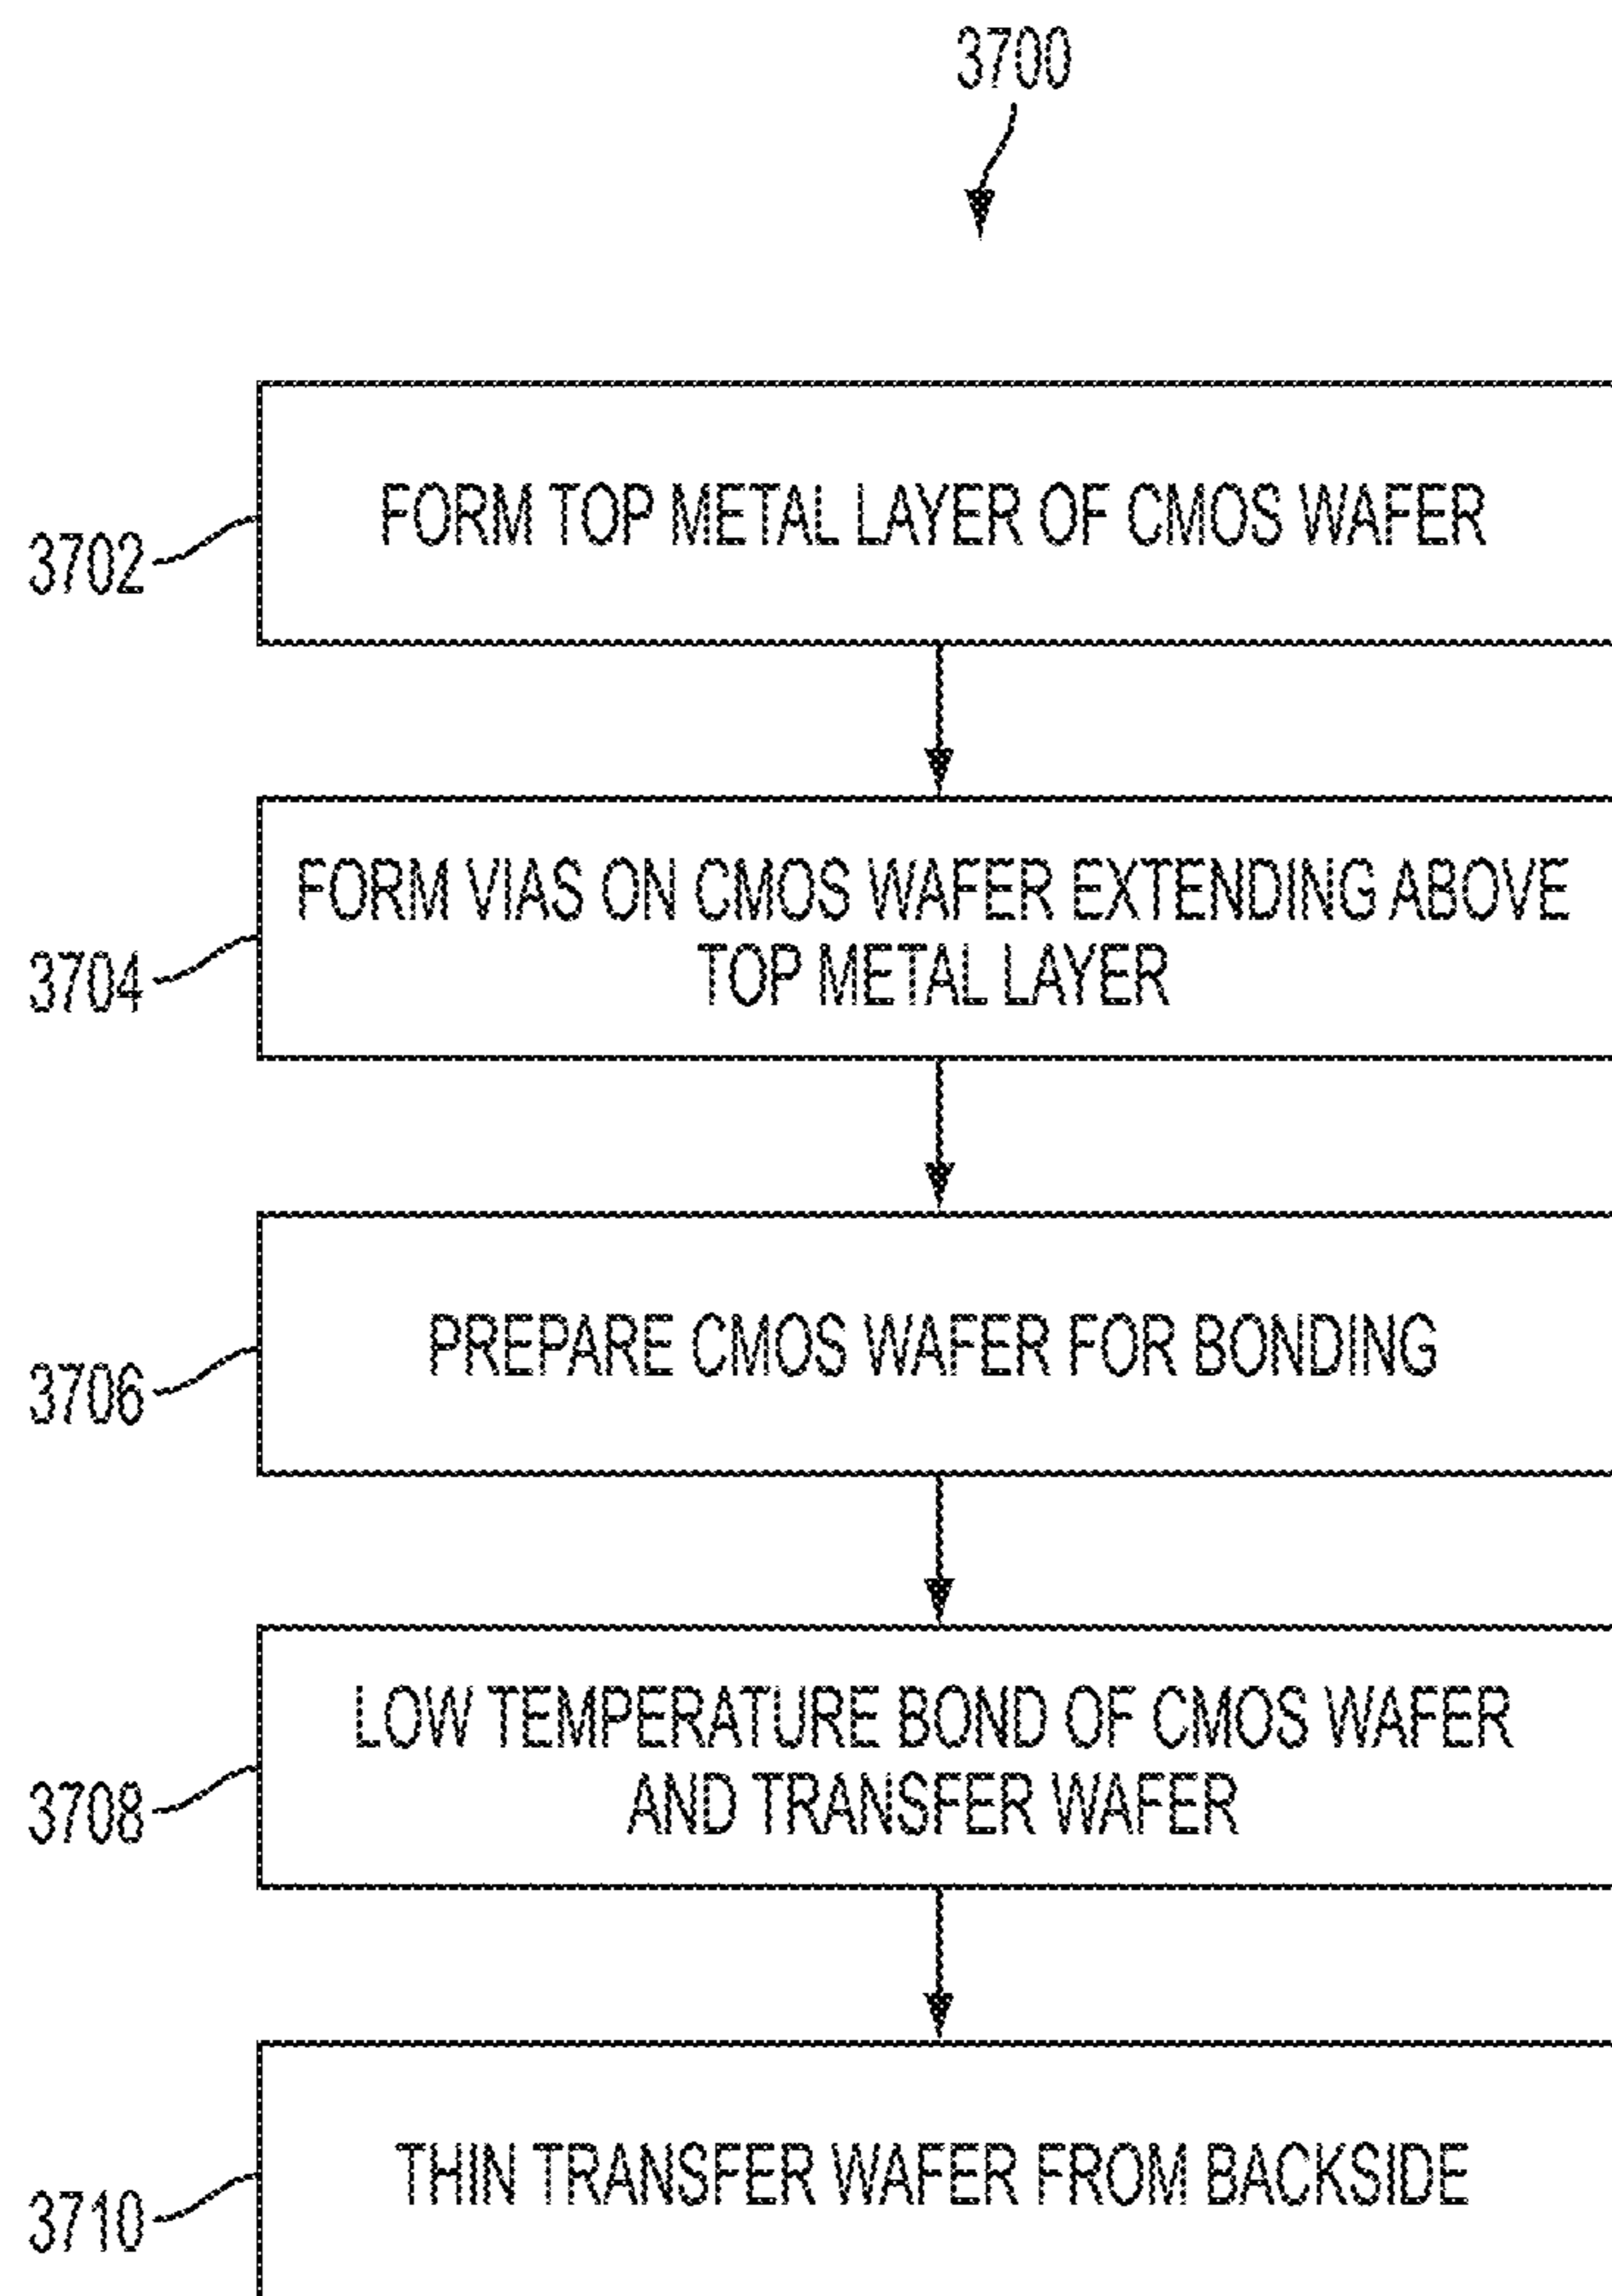 3700
FORM TOP METAL LAYER OF CMOS WAFER
3702
FORM VIAS ON CMOS WAFER EXTENDING ABOVE
TOP METAL LAYER
3704
PREPARE CMOS WAFER FOR BONDING
3706
LOW TEMPERATURE BOND OF CMOS WAFER
AND TRANSFER WAFER
3708
THIN TRANSFER WAFER FROM BACKSIDE
3710